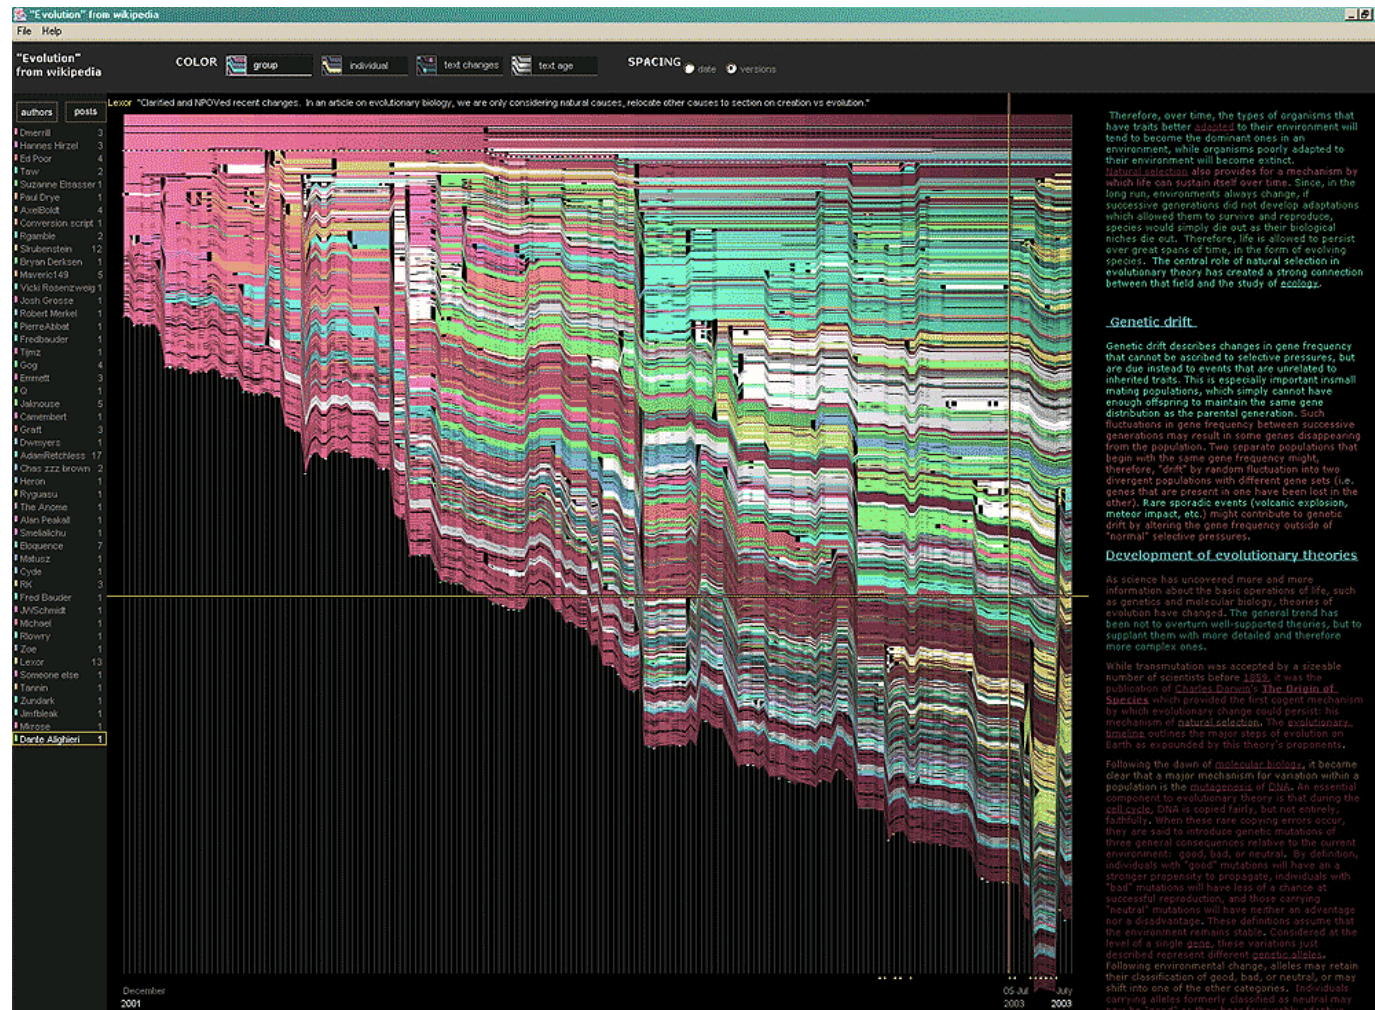 "Evolution" from wikipedia
File Help
"Evolution"
from wikipedia
COLOR group individual text changes text age SPACING date versions
authors posts
Lexor "Clarified and NPOVed recent changes. In an article on evolutionary biology, we are only considering natural causes, relocate other causes to section on creation vs evolution."
Dmerrill 3
Hannes Hirzel 3
Ed Poor 4
Taw 2
Suzanne Elsasser 1
Paul Drye 1
AxelBoldt 4
Conversion script 1
Rgamble 2
Slrubenstein 12
Bryan Derksen 1
Maveric149 5
Vicki Rosenzweig 1
Josh Grosse 1
Robert Merkel 1
PierreAbbat 1
Fredbauder 1
Tijmz 1
Gog 4
Emmett 3
O 1
Jaknouse 5
Camembert 1
Graft 3
Dwmyers 1
AdamRetchless 17
Chas zzz brown 2
Heron 1
Ryguasu 1
The Anome 1
Alan Peakall 1
Smelialichu 1
Eloquence 7
Matusz 1
Cyde 1
RK 3
Fred Bauder 1
JWSchmidt 1
Michael 1
Rlowry 1
Zoe 1
Lexor 13
Someone else 1
Tannin 1
Zundark 1
Jimfbleak 1
Mkrose 1
Dante Alighieri 1
December
2001
05 Jul
2003
July
2003
Therefore, over time, the types of organisms that
have traits better adapted to their environment will
tend to become the dominant ones in an
environment, while organisms poorly adapted to
their environment will become extinct.
Natural selection also provides for a mechanism by
which life can sustain itself over time. Since, in the
long run, environments always change, if
successive generations did not develop adaptations
which allowed them to survive and reproduce,
species would simply die out as their biological
niches die out. Therefore, life is allowed to persist
over great spans of time, in the form of evolving
species. The central role of natural selection in
evolutionary theory has created a strong connection
between that field and the study of ecology.
Genetic drift
Genetic drift describes changes in gene frequency
that cannot be ascribed to selective pressures, but
are due instead to events that are unrelated to
inherited traits. This is especially important insmall
mating populations, which simply cannot have
enough offspring to maintain the same gene
distribution as the parental generation. Such
fluctuations in gene frequency between successive
generations may result in some genes disappearing
from the population. Two separate populations that
begin with the same gene frequency might,
therefore, "drift" by random fluctuation into two
divergent populations with different gene sets (i.e.
genes that are present in one have been lost in the
other). Rare sporadic events (volcanic explosion,
meteor impact, etc.) might contribute to genetic
drift by altering the gene frequency outside of
"normal" selective pressures.
Development of evolutionary theories
As science has uncovered more and more
information about the basic operations of life, such
as genetics and molecular biology, theories of
evolution have changed. The general trend has
been not to overturn well-supported theories, but to
supplant them with more detailed and therefore
more complex ones.
While transmutation was accepted by a sizeable
number of scientists before 1859, it was the
publication of Charles Darwin's The Origin of
Species which provided the first cogent mechanism
by which evolutionary change could persist: his
mechanism of natural selection. The evolutionary
timeline outlines the major steps of evolution on
Earth as expounded by this theory's proponents.
Following the dawn of molecular biology, it became
clear that a major mechanism for variation within a
population is the mutagenesis of DNA. An essential
component to evolutionary theory is that during the
cell cycle, DNA is copied fairly, but not entirely,
faithfully. When these rare copying errors occur,
they are said to introduce genetic mutations of
three general consequences relative to the current
environment: good, bad, or neutral. By definition,
individuals with "good" mutations will have an a
stronger propensity to propagate, individuals with
"bad" mutations will have less of a chance at
successful reproduction, and those carrying
"neutral" mutations will have neither an advantage
nor a disadvantage. These definitions assume that
the environment remains stable. Considered at the
level of a single gene, these variations just
described represent different genetic alleles.
Following environmental change, alleles may retain
their classification of good, bad, or neutral, or may
shift into one of the other categories. Individuals
carrying alleles formerly classified as neutral may